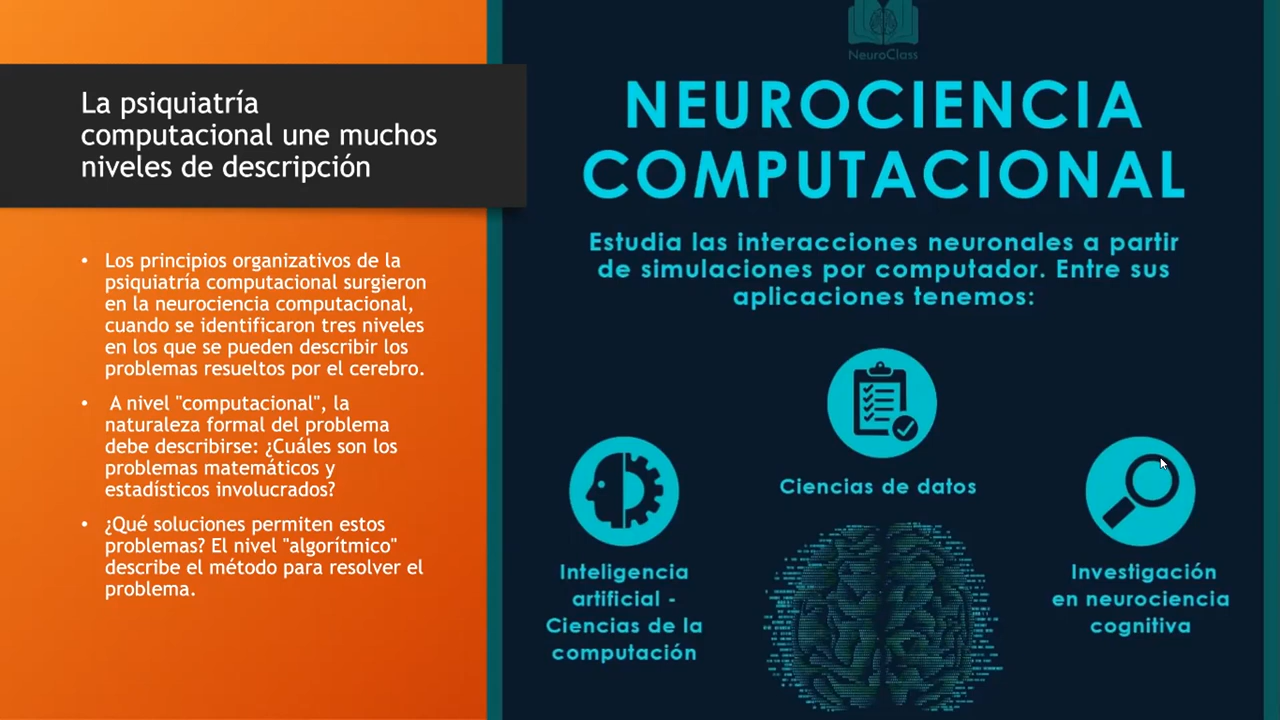 La psiquiatría
computacional une muchos
niveles de descripción
• Los principios organizativos de la
psiquiatría computacional surgieron
en la neurociencia computacional,
cuando se identificaron tres niveles
en los que se pueden describir los
problemas resueltos por el cerebro.
• A nivel "computacional", la
naturaleza formal del problema
debe describirse: ¿Cuáles son los
problemas matemáticos y
estadísticos involucrados?
• ¿Qué soluciones permiten estos
problemas? El nivel "algorítmico"
describe el método para resolver el
problema.
NeuroClass
NEUROCIENCIA
COMPUTACIONAL
Estudia las interacciones neuronales a partir
de simulaciones por computador. Entre sus
aplicaciones tenemos:
Ciencias de datos
Inteligencia
artificial -
Ciencias de la
computación
Investigación
en neurociencia
cognitiva